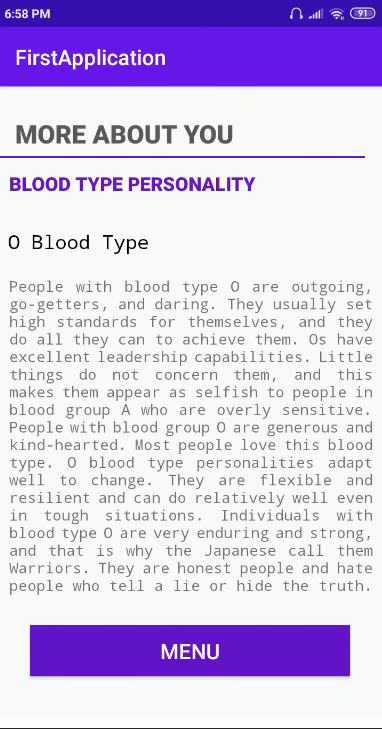 6:58 PM
91
FirstApplication
MORE ABOUT YOU
BLOOD TYPE PERSONALITY
O Blood Type
People with blood type O are outgoing,
go-getters, and daring. They usually set
high standards for themselves, and they
do all they can to achieve them. Os have
excellent leadership capabilities. Little
things do not concern them, and this
makes them appear as selfish to people in
blood group A who are overly sensitive.
People with blood group O are generous and
kind-hearted. Most people love this blood
type. O blood type personalities adapt
well to change. They are flexible and
resilient and can do relatively well even
in tough situations. Individuals with
blood type O are very enduring and strong,
and that is why the Japanese call them
Warriors. They are honest people and hate
people who tell a lie or hide the truth.
MENU